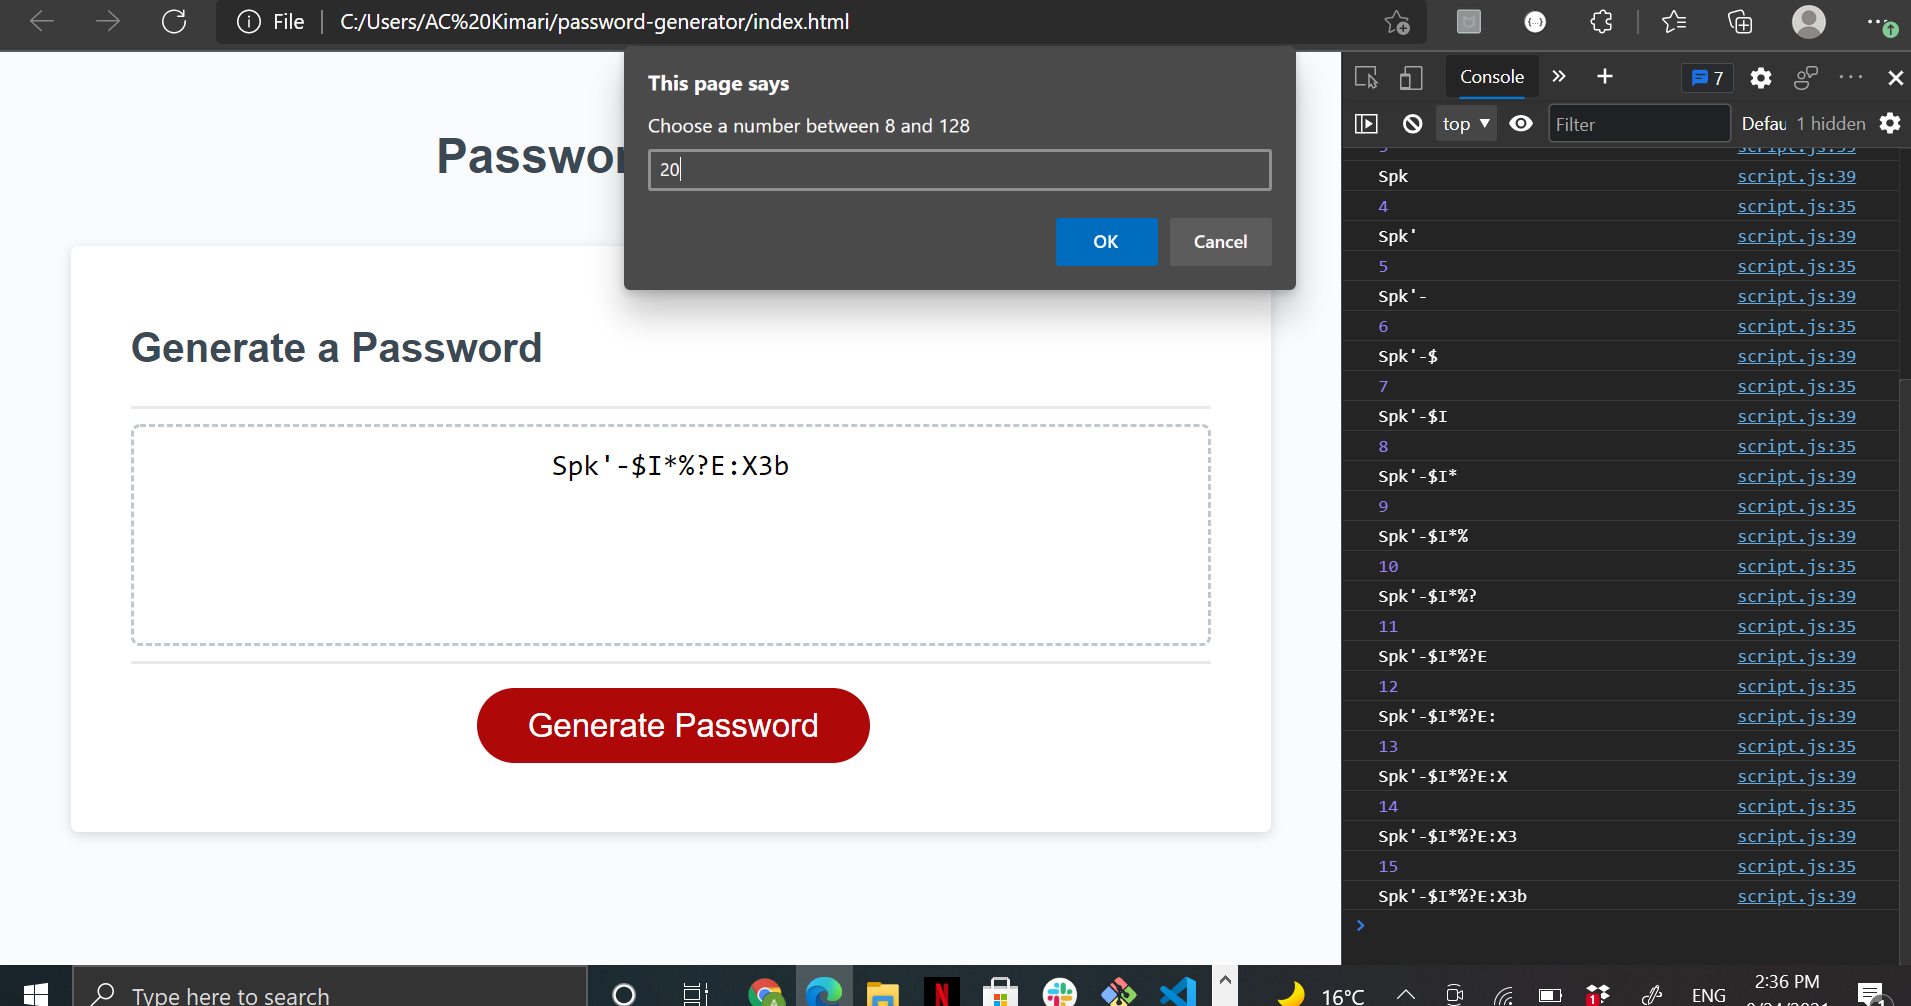 File C:/Users/AC%20Kimari/password-generator/index.html
This page says
Choose a number between 8 and 128
20
OK Cancel
Generate a Password
Spk'-$I*%?E:X3b
Generate Password
Console
7
top
Filter
1 hidden
Spk script.js:39
4 script.js:35
Spk' script.js:39
5 script.js:35
Spk'- script.js:39
6 script.js:35
Spk'-$ script.js:39
7 script.js:35
Spk'-$I script.js:39
8 script.js:35
Spk'-$I* script.js:39
9 script.js:35
Spk'-$I*% script.js:39
10 script.js:35
Spk'-$I*%? script.js:39
11 script.js:35
Spk'-$I*%?E script.js:39
12 script.js:35
Spk'-$I*%?E: script.js:39
13 script.js:35
Spk'-$I*%?E:X script.js:39
14 script.js:35
Spk'-$I*%?E:X3 script.js:39
15 script.js:35
Spk'-$I*%?E:X3b script.js:39
Type here to search
16°C
1
ENG
2:36 PM